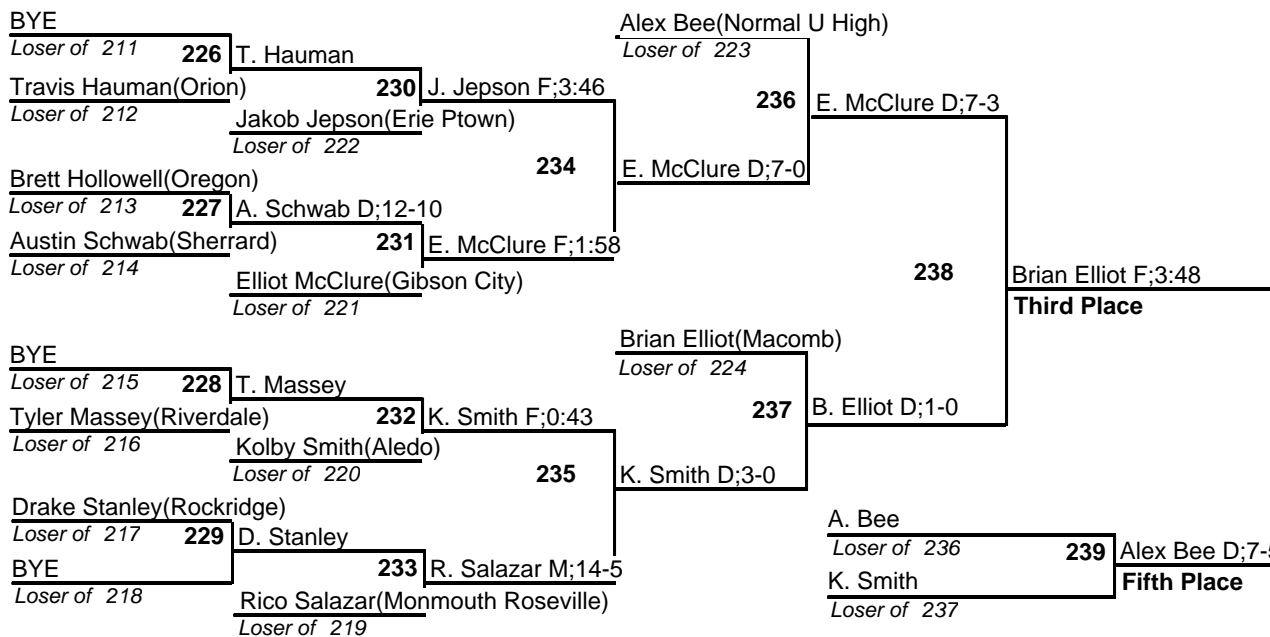 BYE
Loser of 211
226
T. Hauman
Travis Hauman(Orion)
Loser of 212
230
J. Jepson F;3:46
Jakob Jepson(Erie Ptown)
Loser of 222
Brett Hollowell(Oregon)
Loser of 213
227
A. Schwab D;12-10
Austin Schwab(Sherrard)
Loser of 214
231
E. McClure F;1:58
Elliot McClure(Gibson City)
Loser of 221
234
E. McClure D;7-0
Alex Bee(Normal U High)
Loser of 223
236
E. McClure D;7-3
BYE
Loser of 215
228
T. Massey
Tyler Massey(Riverdale)
Loser of 216
232
K. Smith F;0:43
Kolby Smith(Aledo)
Loser of 220
Drake Stanley(Rockridge)
Loser of 217
229
D. Stanley
BYE
Loser of 218
233
R. Salazar M;14-5
Rico Salazar(Monmouth Roseville)
Loser of 219
235
K. Smith D;3-0
Brian Elliot(Macomb)
Loser of 224
237
B. Elliot D;1-0
238
Brian Elliot F;3:48
Third Place
A. Bee
Loser of 236
239
Alex Bee D;7-5
K. Smith
Loser of 237
Fifth Place